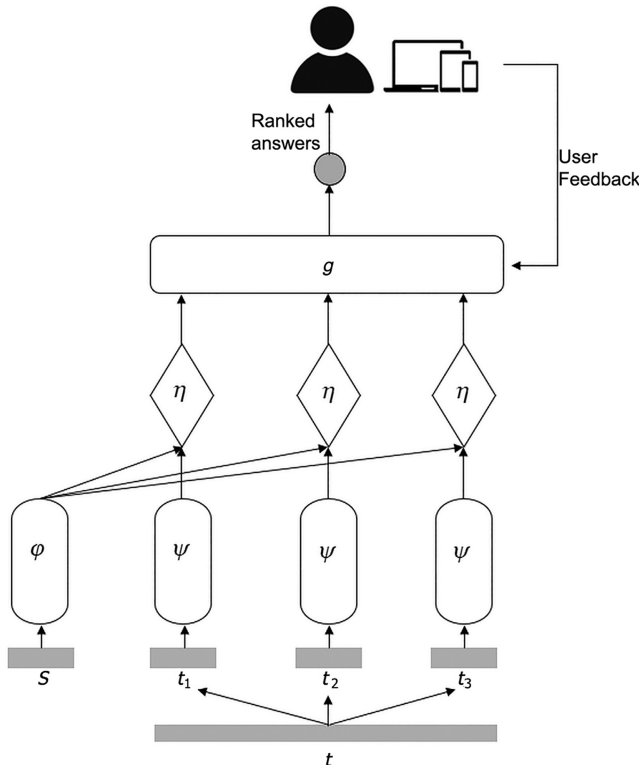 Ranked
answers
User
Feedback
g
η η η
φ ψ ψ ψ
S t₁ t₂ t₃
t